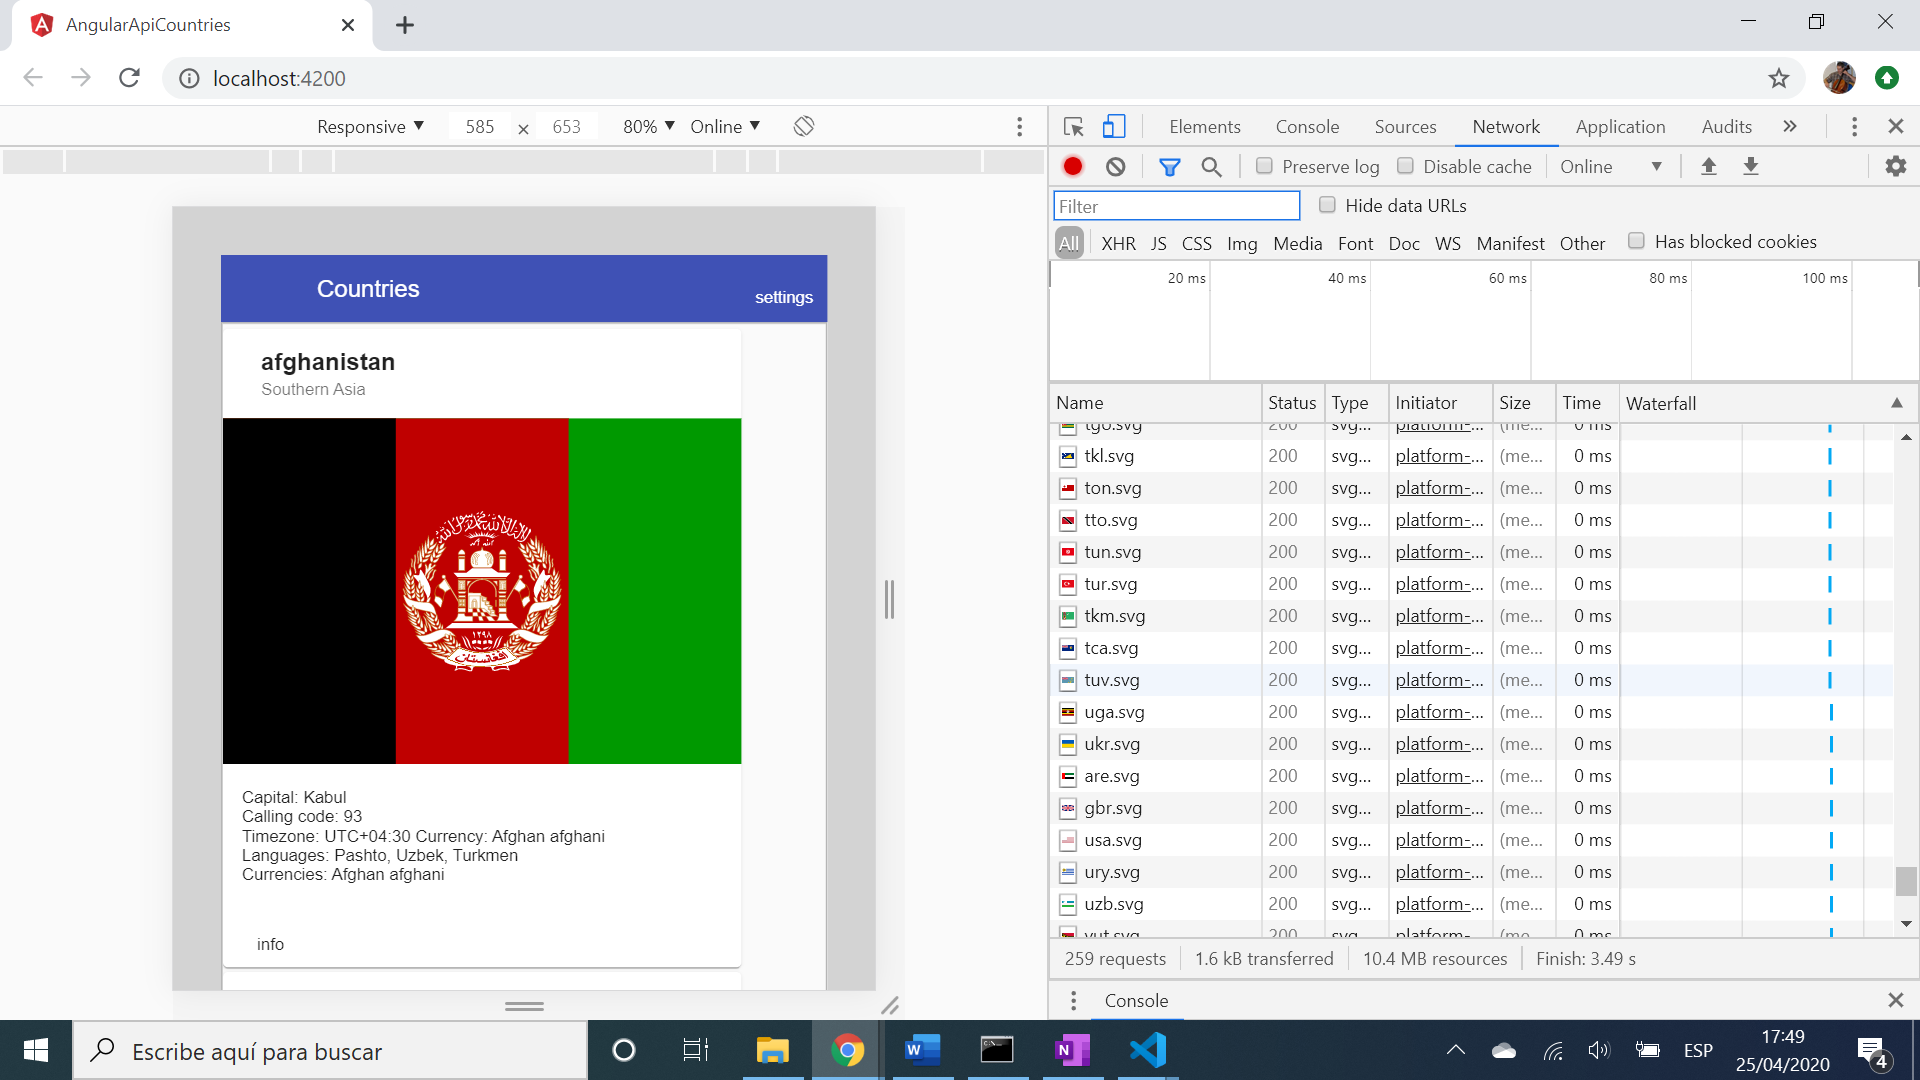 AngularApiCountries
localhost:4200
Responsive 585 × 653 80% Online
Elements Console Sources Network Application Audits
Preserve log Disable cache Online
Filter Hide data URLs
All XHR JS CSS Img Media Font Doc WS Manifest Other Has blocked cookies
20 ms 40 ms 60 ms 80 ms 100 ms
Countries
settings
afghanistan
Southern Asia
Capital: Kabul
Calling code: 93
Timezone: UTC+04:30 Currency: Afghan afghani
Languages: Pashto, Uzbek, Turkmen
Currencies: Afghan afghani
info
Name Status Type Initiator Size Time Waterfall
tgo.svg 200 svg... platform-... (me... 0 ms
tkl.svg 200 svg... platform-... (me... 0 ms
ton.svg 200 svg... platform-... (me... 0 ms
tto.svg 200 svg... platform-... (me... 0 ms
tun.svg 200 svg... platform-... (me... 0 ms
tur.svg 200 svg... platform-... (me... 0 ms
tkm.svg 200 svg... platform-... (me... 0 ms
tca.svg 200 svg... platform-... (me... 0 ms
tuv.svg 200 svg... platform-... (me... 0 ms
uga.svg 200 svg... platform-... (me... 0 ms
ukr.svg 200 svg... platform-... (me... 0 ms
are.svg 200 svg... platform-... (me... 0 ms
gbr.svg 200 svg... platform-... (me... 0 ms
usa.svg 200 svg... platform-... (me... 0 ms
ury.svg 200 svg... platform-... (me... 0 ms
uzb.svg 200 svg... platform-... (me... 0 ms
vut.svg 200 svg... platform-... (me... 0 ms
259 requests 1.6 kB transferred 10.4 MB resources Finish: 3.49 s
Console
Escribe aquí para buscar
ESP
17:49
25/04/2020
4